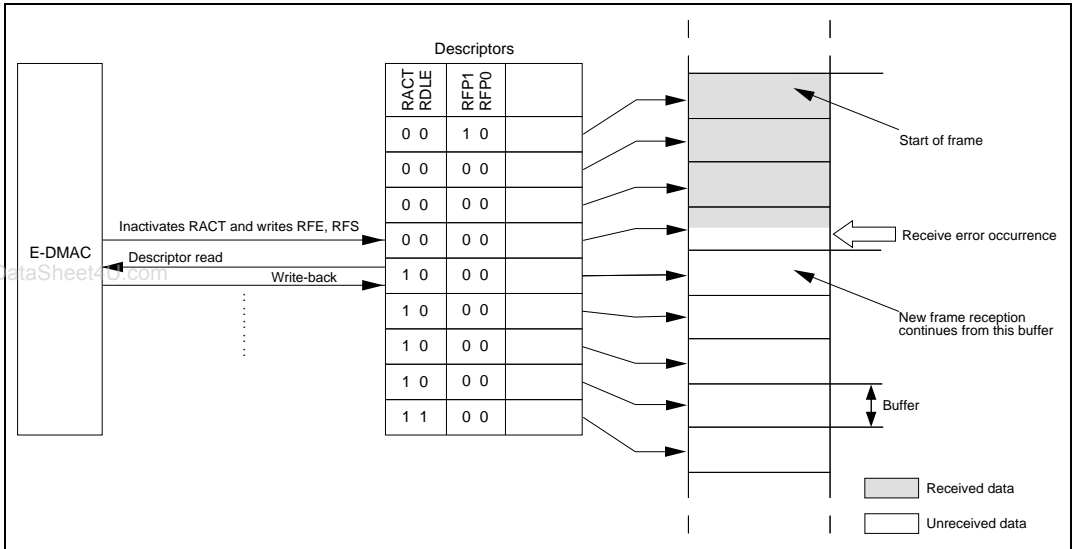 Descriptors
RACT
RDLE
RFP1
RFP0
0 0 1 0
0 0 0 0
0 0 0 0
0 0 0 0
1 0 0 0
1 0 0 0
1 0 0 0
1 0 0 0
1 1 0 0
E-DMAC
Inactivates RACT and writes RFE, RFS
Descriptor read
Write-back
DataSheet4U.com
Start of frame
Receive error occurrence
New frame reception
continues from this buffer
Buffer
Received data
Unreceived data